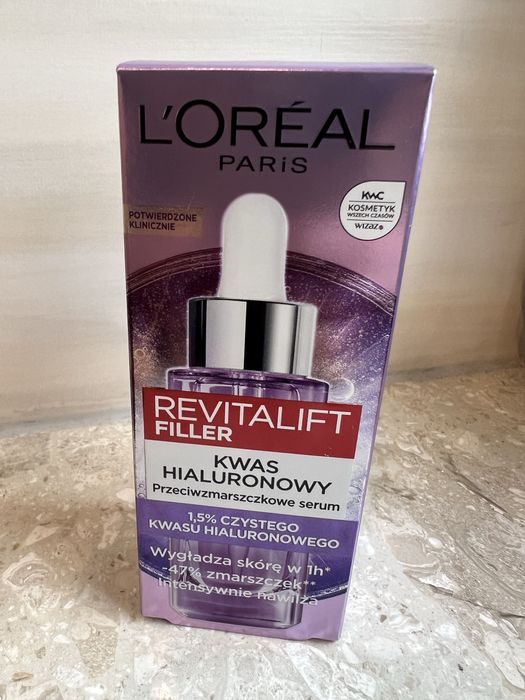 L'ORÉAL
PARiS
POTWIERDZONE
KLINICZNIE
KWC
KOSMETYK
WSZECH CZASÓW
wizaz
REVITALIFT
FILLER
KWAS
HIALURONOWY
Przeciwzmarszczkowe serum
1,5% CZYSTEGO
KWASU HIALURONOWEGO
Wygładza skórę w 1h*
-47% zmarszczek**
Intensywnie nawilża